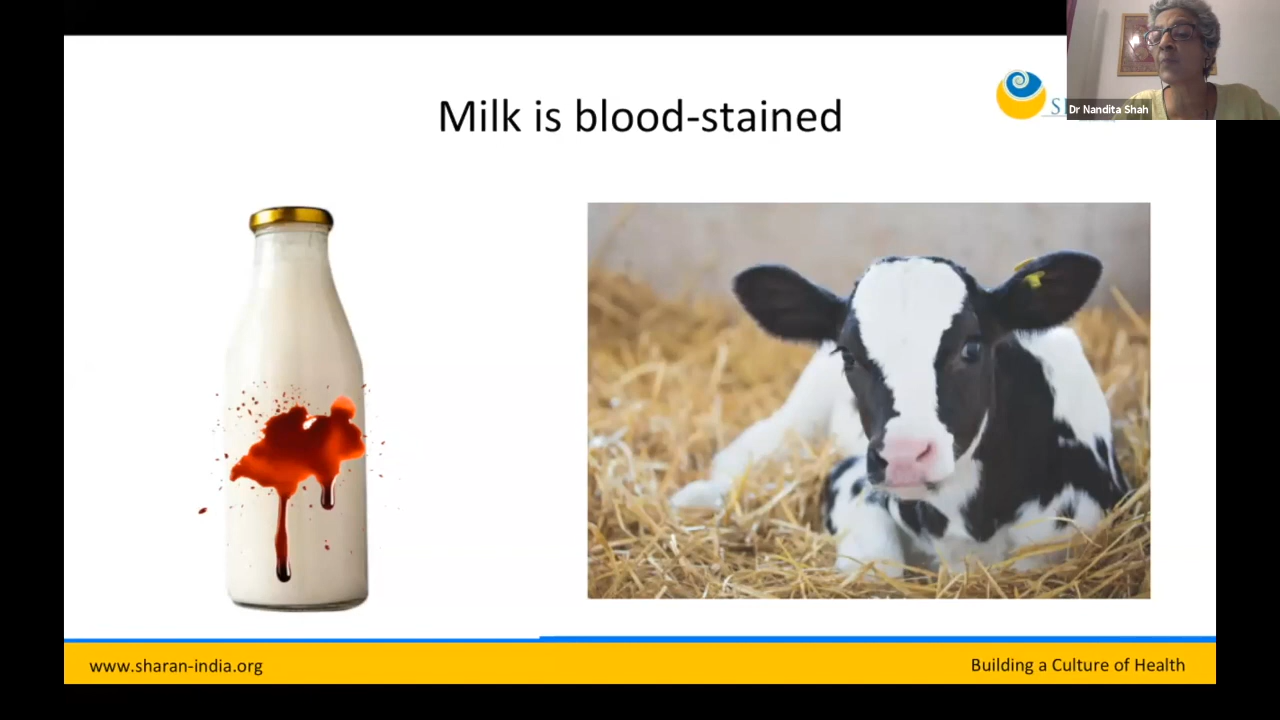 Milk is blood-stained
Dr Nandita Shah
www.sharan-india.org
Building a Culture of Health